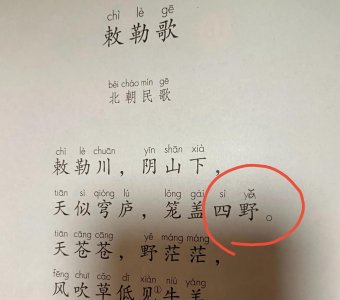 chì lè gē
敕勒歌
běi cháo mín gē
北朝民歌
chì lè chuān yīn shān xià
敕勒川，阴山下，
tiān sì qióng lú lǒng gài sì yě
天似穹庐，笼盖四野。
tiān cāng cāng yě máng máng
天苍苍，野茫茫，
fēng chuī cǎo dī xiàn niú yáng
风吹草低见①牛羊